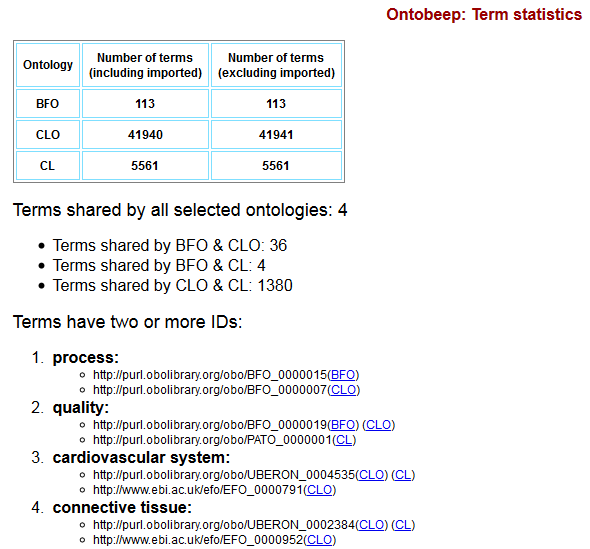 Ontobeep: Term statistics
Ontology Number of terms (including imported) Number of terms (excluding imported)
BFO 113 113
CLO 41940 41941
CL 5561 5561
Terms shared by all selected ontologies: 4
• Terms shared by BFO & CLO: 36
• Terms shared by BFO & CL: 4
• Terms shared by CLO & CL: 1380
Terms have two or more IDs:
1. process:
http://purl.obolibrary.org/obo/BFO_0000015(BFO)
http://purl.obolibrary.org/obo/BFO_0000007(CLO)
2. quality:
http://purl.obolibrary.org/obo/BFO_0000019(BFO) (CLO)
http://purl.obolibrary.org/obo/PATO_0000001(CL)
3. cardiovascular system:
http://purl.obolibrary.org/obo/UBERON_0004535(CLO) (CL)
http://www.ebi.ac.uk/efo/EFO_0000791(CLO)
4. connective tissue:
http://purl.obolibrary.org/obo/UBERON_0002384(CLO) (CL)
http://www.ebi.ac.uk/efo/EFO_0000952(CLO)